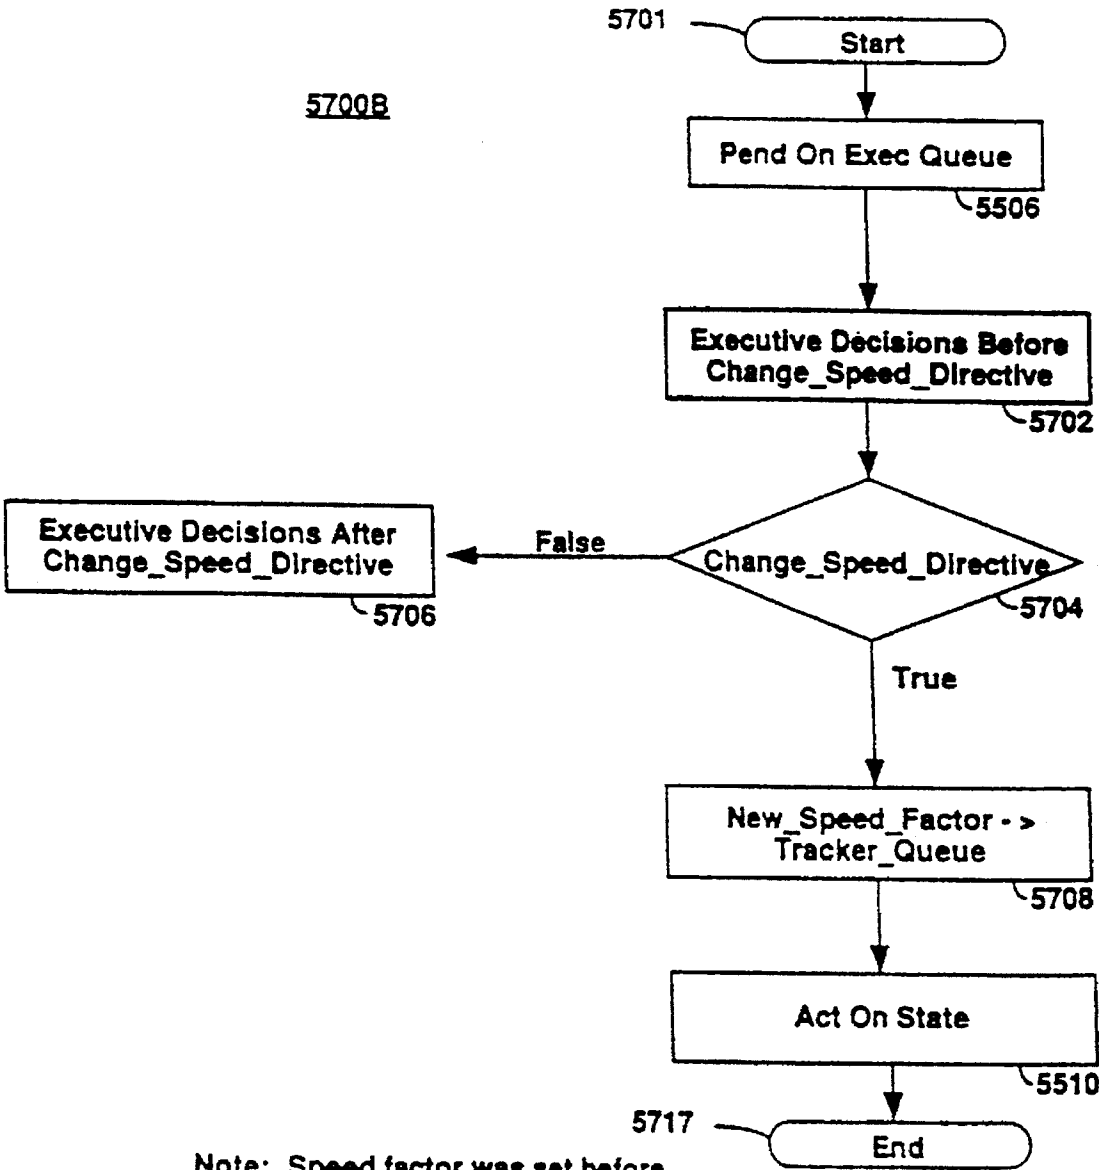 5701
Start
5700B
Pend On Exec Queue
5506
Executive Decisions Before
Change_Speed_Directive
5702
Change_Speed_Directive
5704
False
Executive Decisions After
Change_Speed_Directive
5706
True
New_Speed_Factor - >
Tracker_Queue
5708
Act On State
5510
5717
End
Note: Speed factor was set before